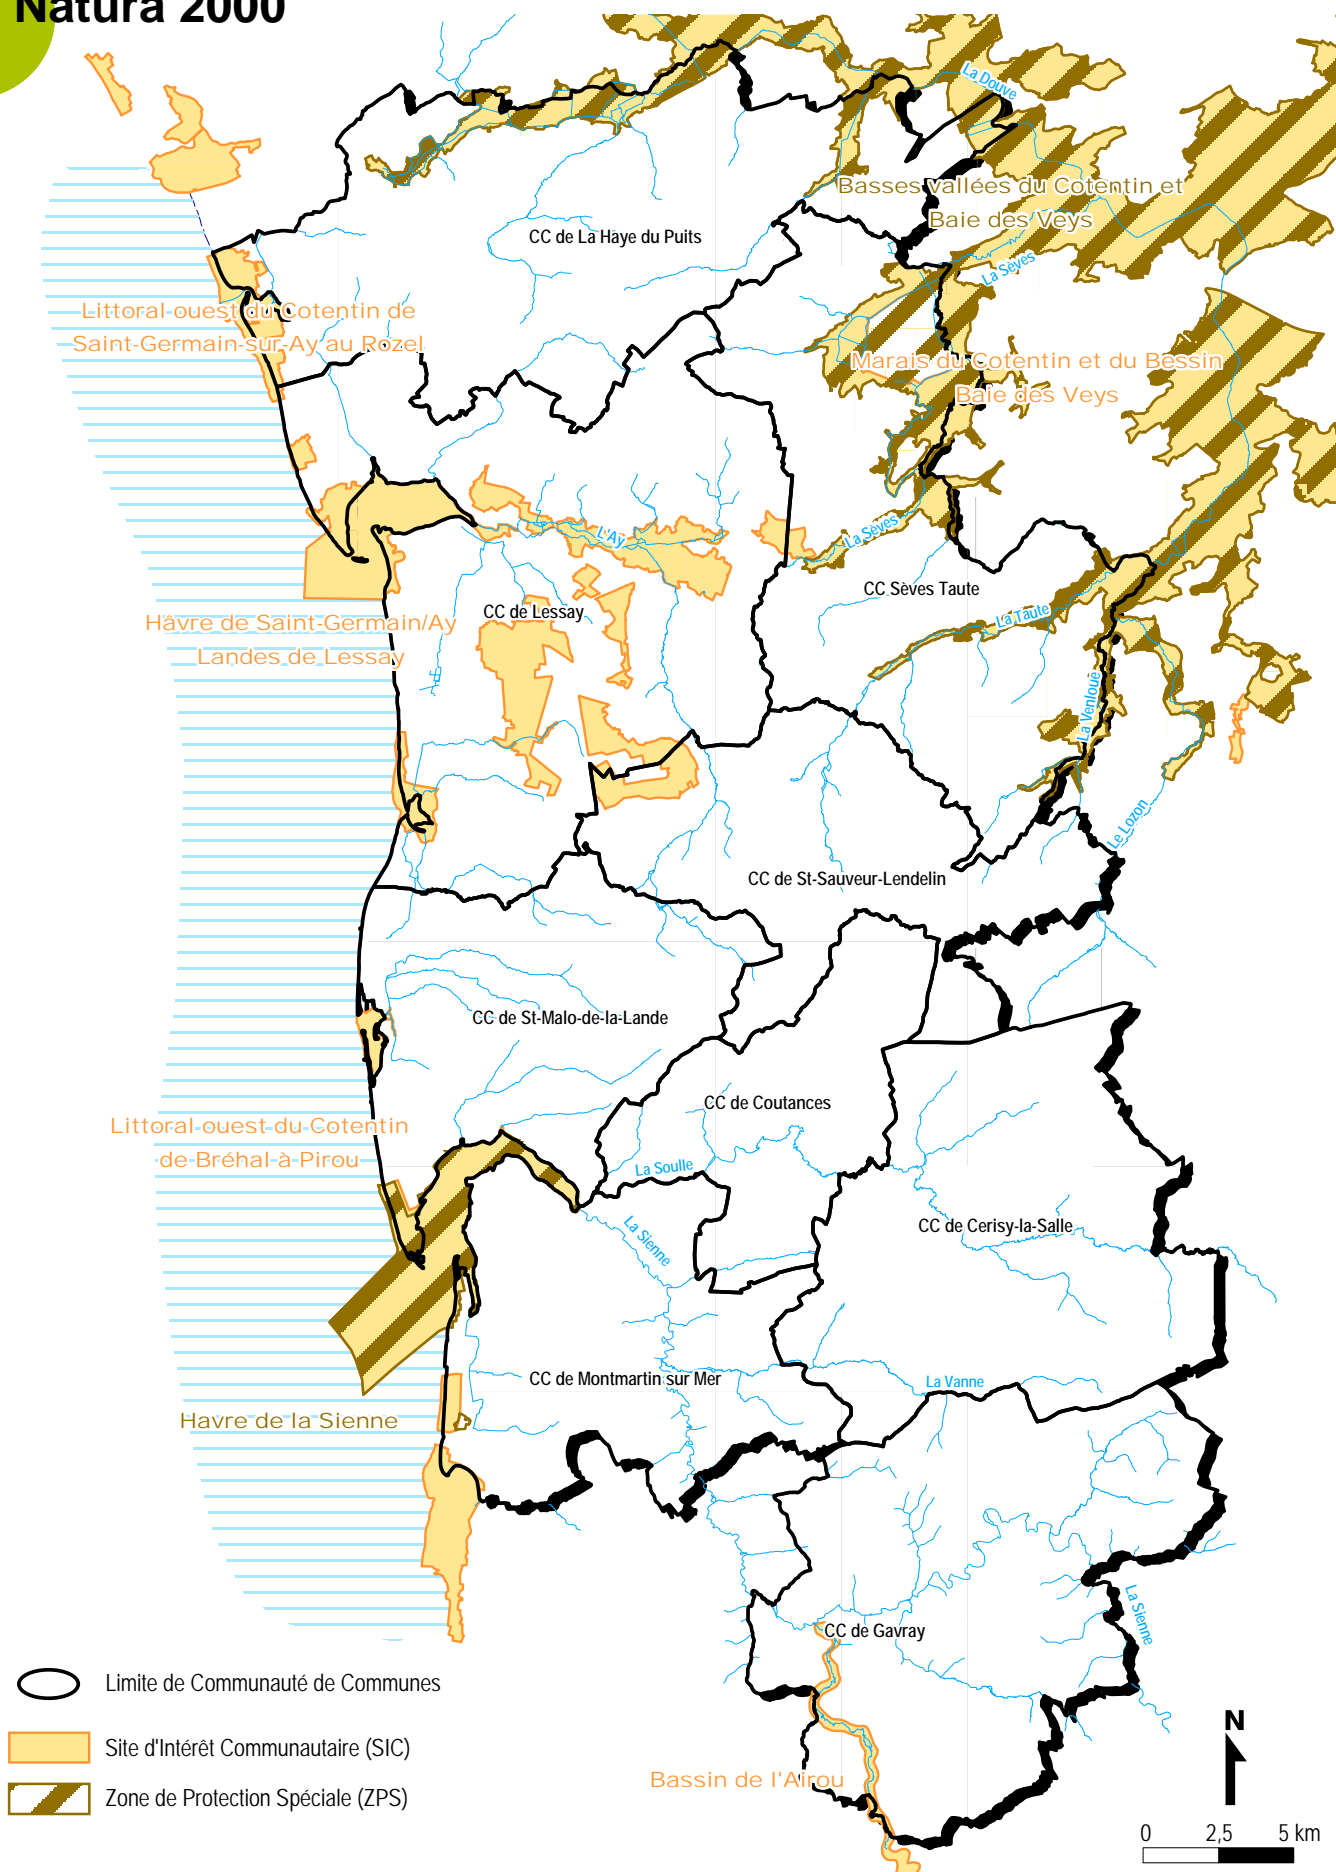 Natura 2000
La Douve
Basses vallées du Cotentin et
Baie des Veys
CC de La Haye du Puits
La Sèves
Littoral ouest du Cotentin de
Saint-Germain-sur-Ay au Rozel
Marais du Cotentin et du Bessin
Baie des Veys
L'Ay
La Sèves
CC Sèves Taute
CC de Lessay
La Taute
Hâvre de Saint-Germain/Ay
Landes de Lessay
La Venloue
Le Lozon
CC de St-Sauveur-Lendelin
CC de St-Malo-de-la-Lande
CC de Coutances
Littoral ouest du Cotentin
de Bréhal à Pirou
La Soulle
La Sienne
CC de Cerisy-la-Salle
CC de Montmartin sur Mer
La Vanne
Havre de la Sienne
La Sienne
CC de Gavray
Limite de Communauté de Communes
Site d'Intérêt Communautaire (SIC)
Zone de Protection Spéciale (ZPS)
Bassin de l'Airou
N
0 2,5 5 km